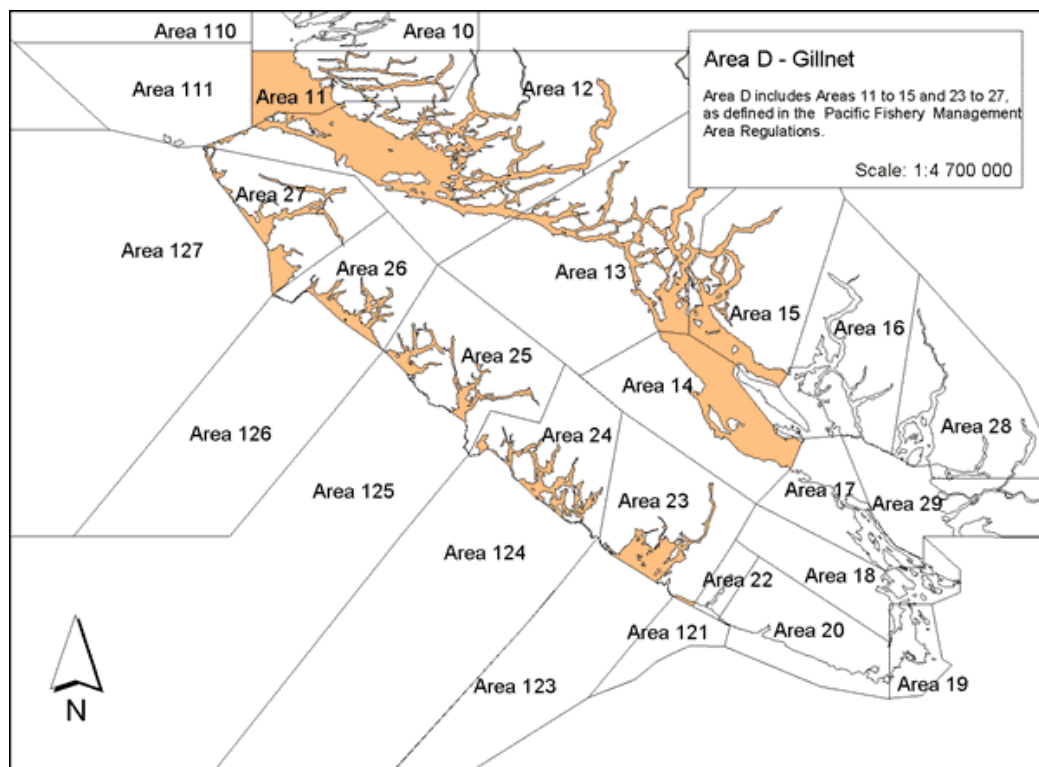 Area 110
Area 10
Area D - Gillnet
Area D includes Areas 11 to 15 and 23 to 27,
as defined in the Pacific Fishery Management
Area Regulations.
Scale: 1:4 700 000
Area 111
Area 11
Area 12
Area 27
Area 127
Area 26
Area 13
Area 15
Area 16
Area 25
Area 14
Area 126
Area 24
Area 28
Area 125
Area 17
Area 23
Area 29
Area 124
Area 22
Area 18
Area 121
Area 20
Area 123
Area 19
N